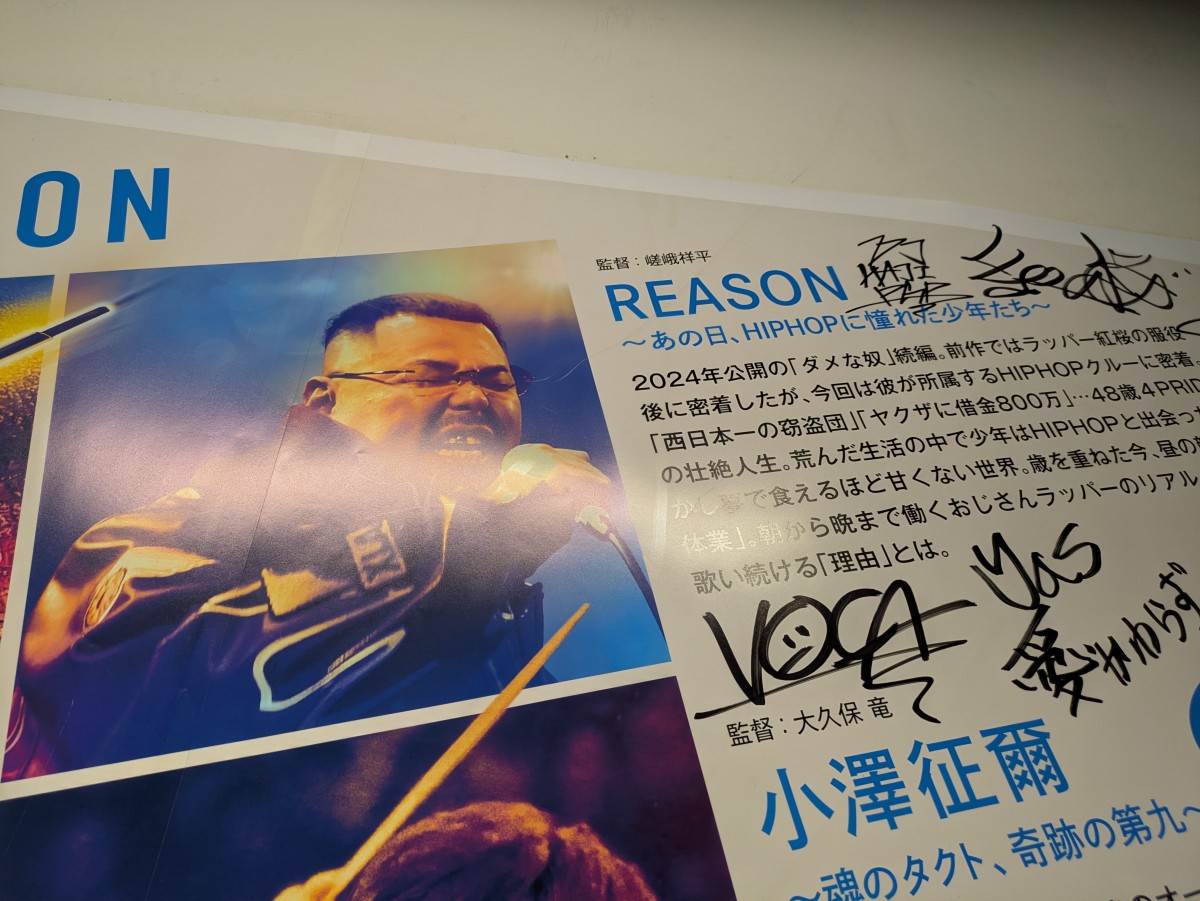 ON
監督：嵯峨祥平
REASON
～あの日、HIPHOPに憧れた少年たち～
2024年公開の「ダメな奴」続編。前作ではラッパー紅桜の服役
後に密着したが、今回は彼が所属するHIPHOPクルーに密着。
「西日本一の窃盗団」「ヤクザに借金800万」…48歳4PRID
の壮絶人生。荒んだ生活の中で少年はHIPHOPと出会った
かし夢で食えるほど甘くない世界。歳を重ねた今、昼の
体業」。朝から晩まで働くおじさんラッパーのリアル
歌い続ける「理由」とは。
VOCA
YAS
変わらず
監督：大久保 竜
小澤征爾
～魂のタクト、奇跡の第九～
のオー